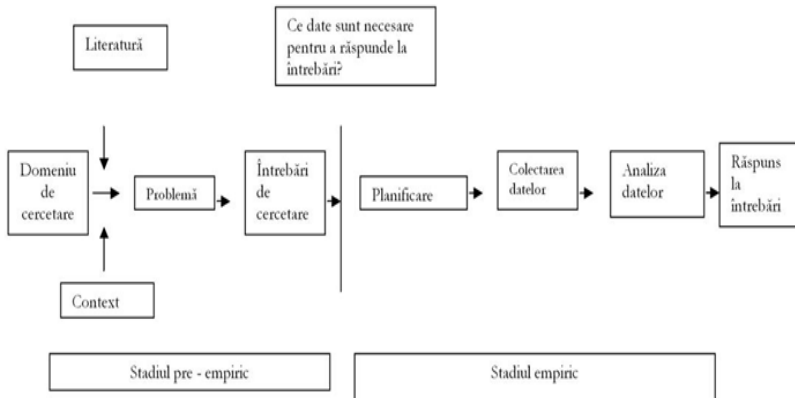 Literatură
Ce date sunt necesare
pentru a răspunde la
întrebări?
Domeniu
de
cercetare
Problemă
Întrebări
de
cercetare
Planificare
Colectarea
datelor
Analiza
datelor
Răspuns
la
întrebări
Context
Stadiul pre - empiric
Stadiul empiric